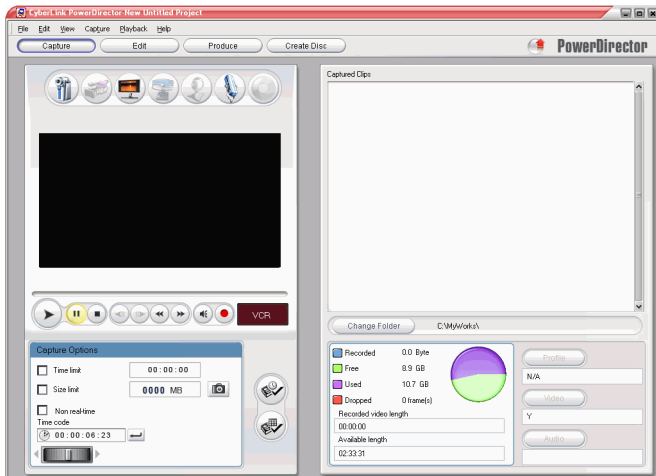 CyberLink PowerDirector-New Untitled Project
File Edit View Capture Playback Help
Capture Edit Produce Create Disc
PowerDirector
Captured Clips
VCR
Change Folder C:\MyWorks\
Capture Options
Time limit 00:00:00
Size limit 0000 MB
Non real-time
Time code
00:00:06:23
Recorded 0.0 Byte
Free 8.9 GB
Used 10.7 GB
Dropped 0 frame(s)
Recorded video length
00:00:00
Available length
02:33:31
Profile
N/A
Video
Y
Audio